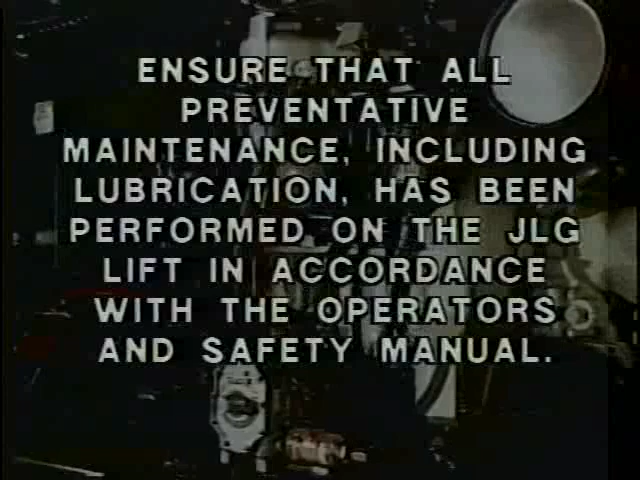 ENSURE THAT ALL
PREVENTATIVE
MAINTENANCE, INCLUDING
LUBRICATION, HAS BEEN
PERFORMED ON THE JLG
LIFT IN ACCORDANCE
WITH THE OPERATORS
AND SAFETY MANUAL.